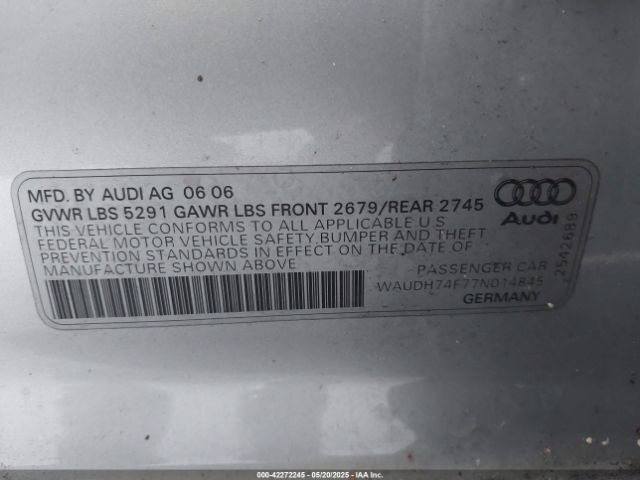 MFD. BY AUDI AG 06 06
GVWR LBS 5291 GAWR LBS FRONT 2679/REAR 2745
THIS VEHICLE CONFORMS TO ALL APPLICABLE U S
FEDERAL MOTOR VEHICLE SAFETY, BUMPER AND THEFT
PREVENTION STANDARDS IN EFFECT ON THE DATE OF
MANUFACTURE SHOWN ABOVE
Audi
PASSENGER CAR
WAUDH74F77N014845
GERMANY
2542689
000-42272245 - 05/20/2025 - IAA, Inc.